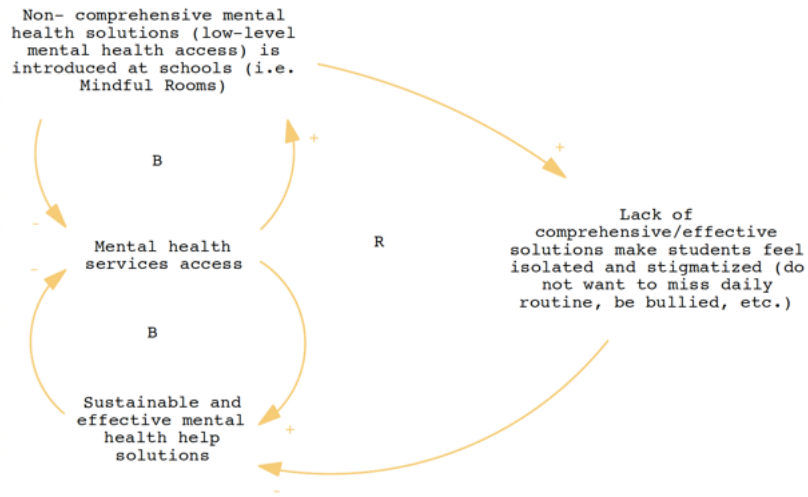 Non- comprehensive mental
health solutions (low-level
mental health access) is
introduced at schools (i.e.
Mindful Rooms)
+
+
B
Lack of
comprehensive/effective
solutions make students feel
isolated and stigmatized (do
not want to miss daily
routine, be bullied, etc.)
-
R
Mental health
services access
-
B
Sustainable and
effective mental
health help
solutions
+
-